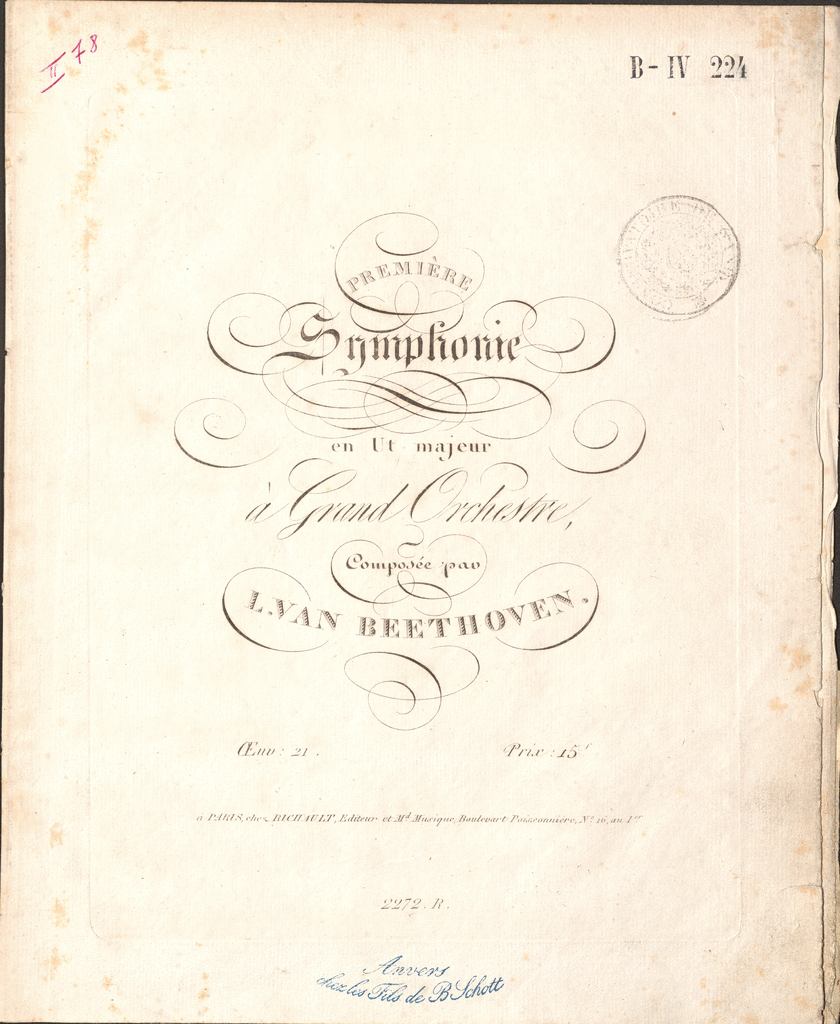 II 78
B - IV 224
PREMIÈRE
Symphonie
en Ut majeur
à Grand Orchestre,
Composée par
L. VAN BEETHOVEN.
Œuv: 21. Prix: 15f
à PARIS, chez RICHAULT, Editeur et Md. Musique, Boulevart Poissonniere, No. 16, au 1er
2272. R.
Anvers
chez les Fils de B Schott